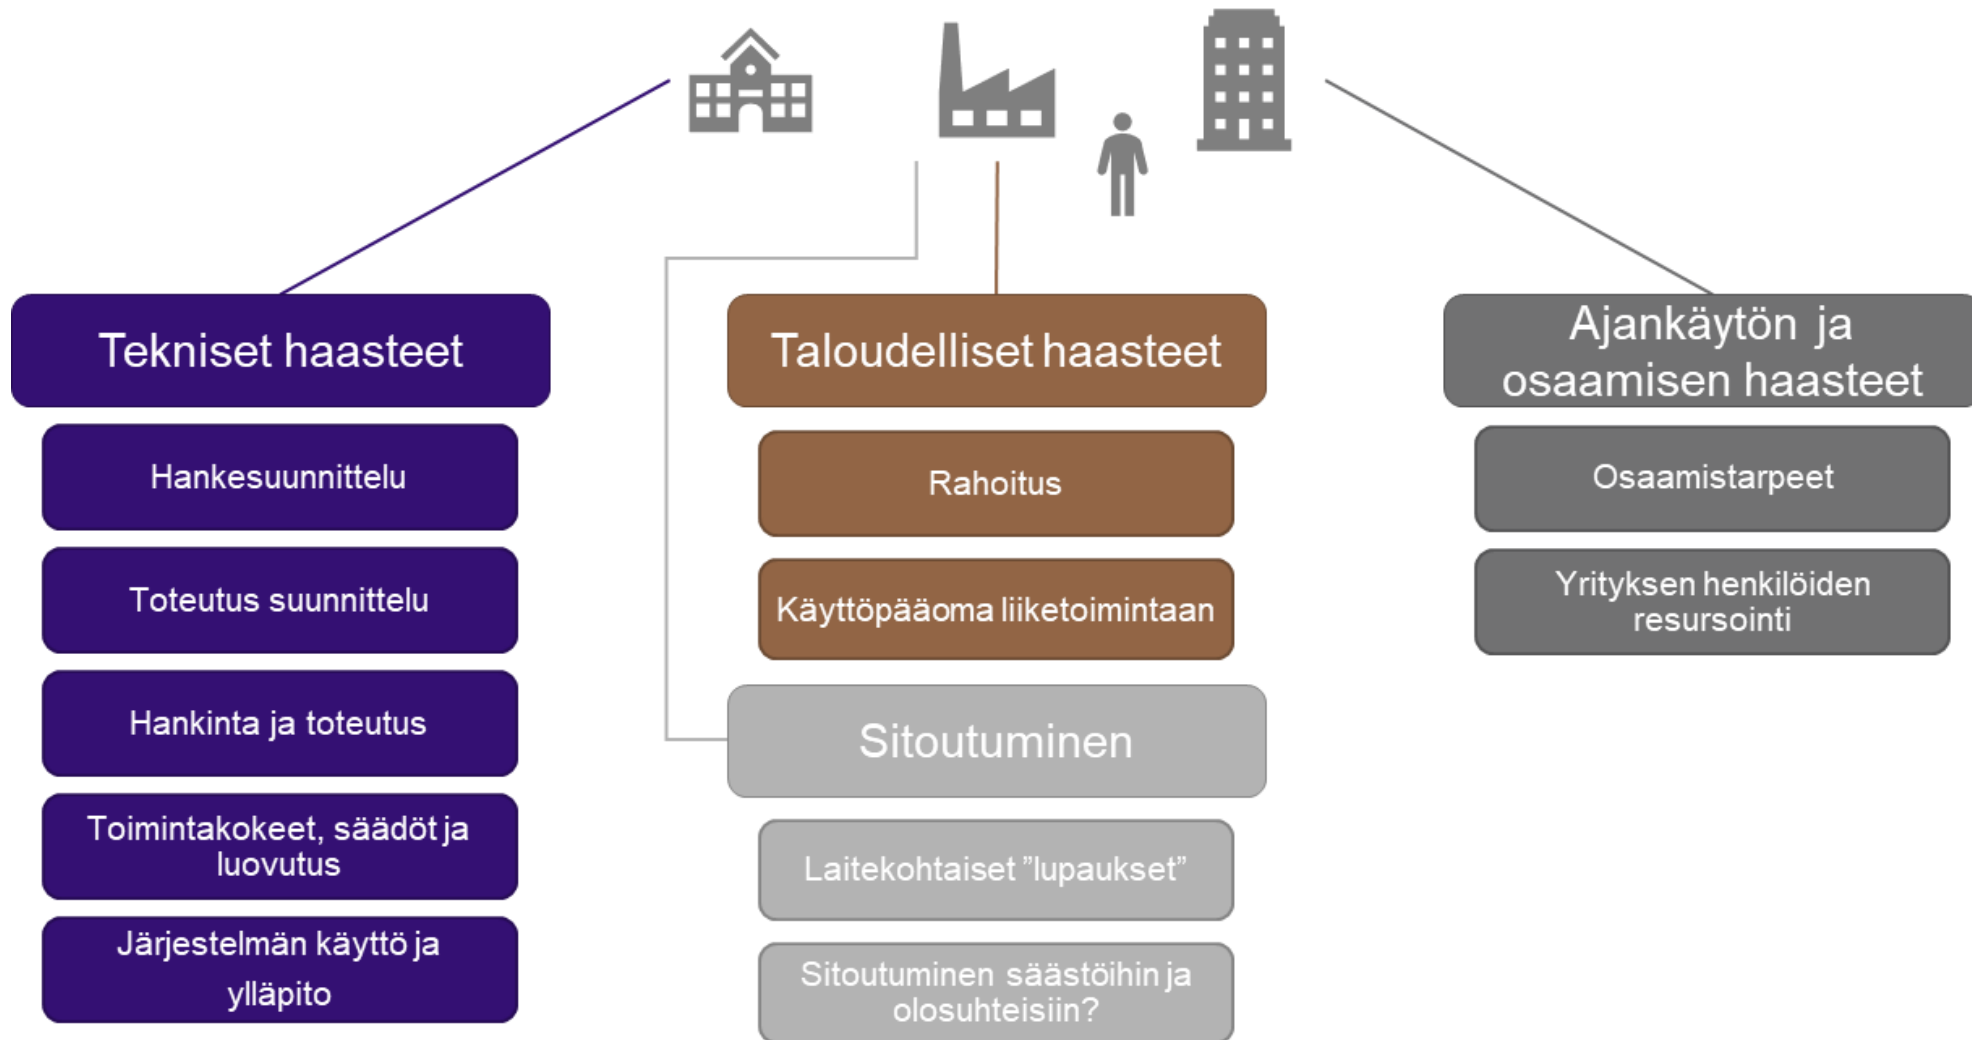 Tekniset haasteet
Hankesuunnittelu
Toteutus suunnittelu
Hankinta ja toteutus
Toimintakokeet, säädöt ja
luovutus
Järjestelmän käyttö ja
ylläpito
Taloudelliset haasteet
Rahoitus
Käyttöpääoma liiketoimintaan
Sitoutuminen
Laitekohtaiset ”lupaukset”
Sitoutuminen säästöihin ja
olosuhteisiin?
Ajankäytön ja
osaamisen haasteet
Osaamistarpeet
Yrityksen henkilöiden
resursointi